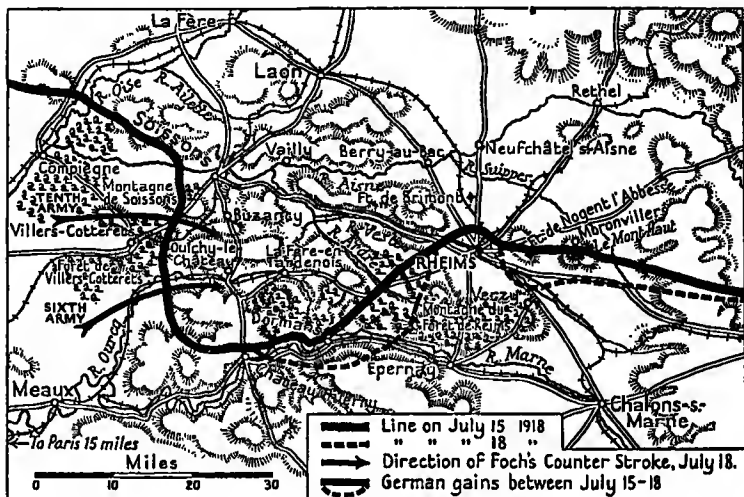 La Fère
Laon
R. Oise
R. Ailette
Rethel
Soissons
Vailly
Berry-au-Bac
Neufchâtel s. Aisne
R. Suippes
Compiègne
R. Aisne
TENTH
ARMY
Montagne
de Soissons
Ft. de Brimont
Buzancy
Ft. de Nogent l'Abbesse
Villers-Cotterets
Moronvillers
Le Mont Haut
Oulchy-le
Château
La Fère-en
Tardenois
R. Vesle
RHEIMS
Forêt de
Villers-Cotterets
SIXTH
ARMY
Dormans
Verzy
Montagne du
Forêt de Reims
R. Ourcq
R. Marne
Epernay
Château Thierry
Meaux
Chalons-s-
Marne
to Paris 15 miles
Miles
0 10 20 30
Line on July 15 1918
" " " 18 "
Direction of Foch's Counter Stroke, July 18.
German gains between July 15-18